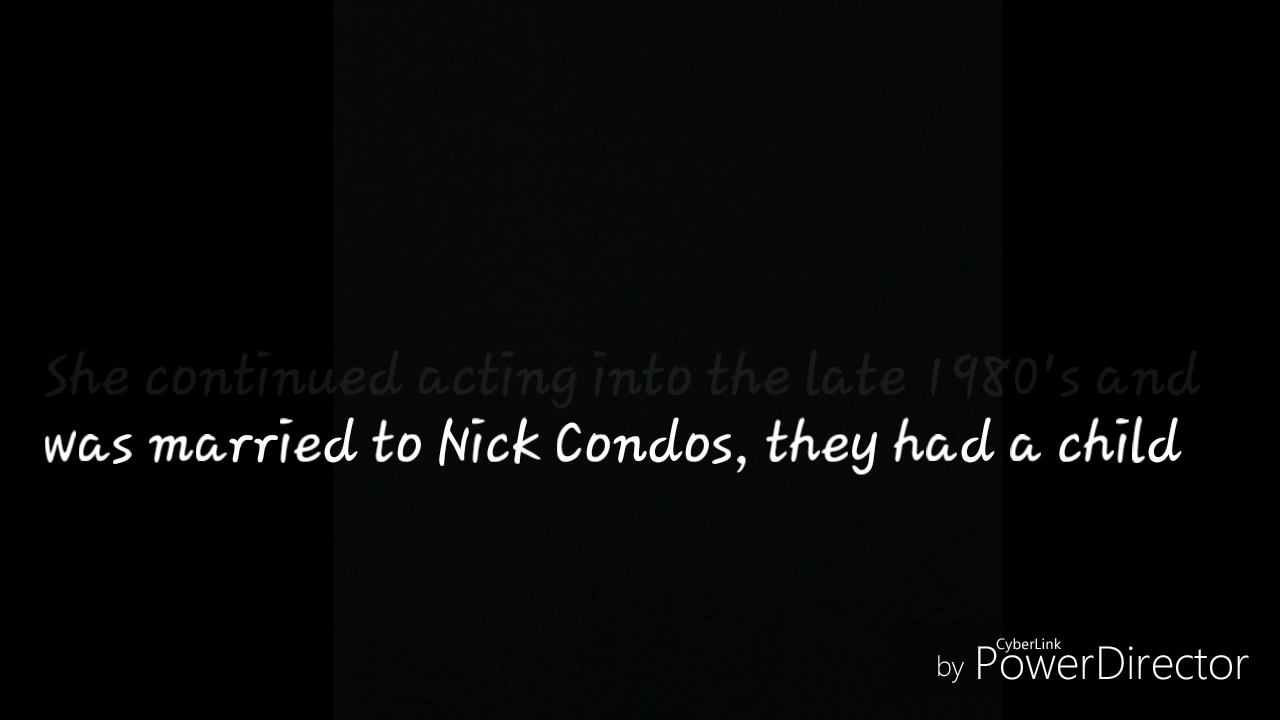 She continued acting into the late 1980's and
was married to Nick Condos, they had a child
CyberLink
by PowerDirector